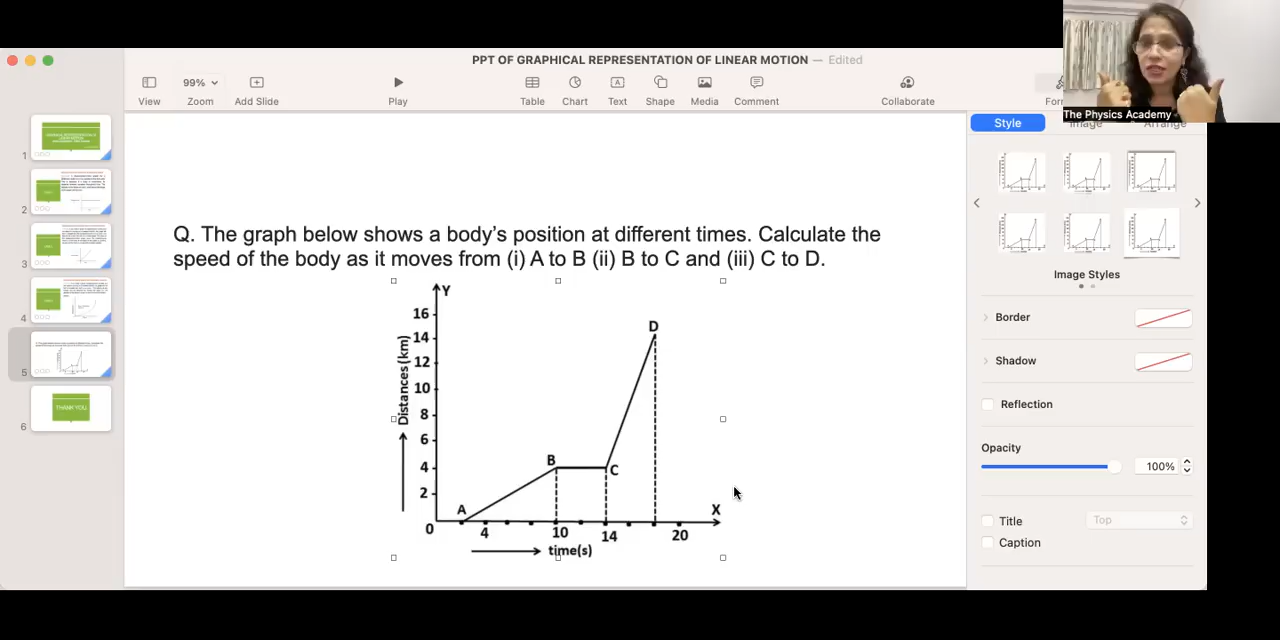 PPT OF GRAPHICAL REPRESENTATION OF LINEAR MOTION — Edited
99%
View
Zoom
Add Slide
Play
Table
Chart
Text
Shape
Media
Comment
Collaborate
The Physics Academy
Style
Image
Arrange
1
2
3
4
5
6
THANK YOU
Q. The graph below shows a body's position at different times. Calculate the
speed of the body as it moves from (i) A to B (ii) B to C and (iii) C to D.
Y
16
14
12
10
8
6
4
2
0
Distances(km)
A
B
C
D
X
4
10
14
20
time(s)
Image Styles
Border
Shadow
Reflection
Opacity
100%
Title
Top
Caption